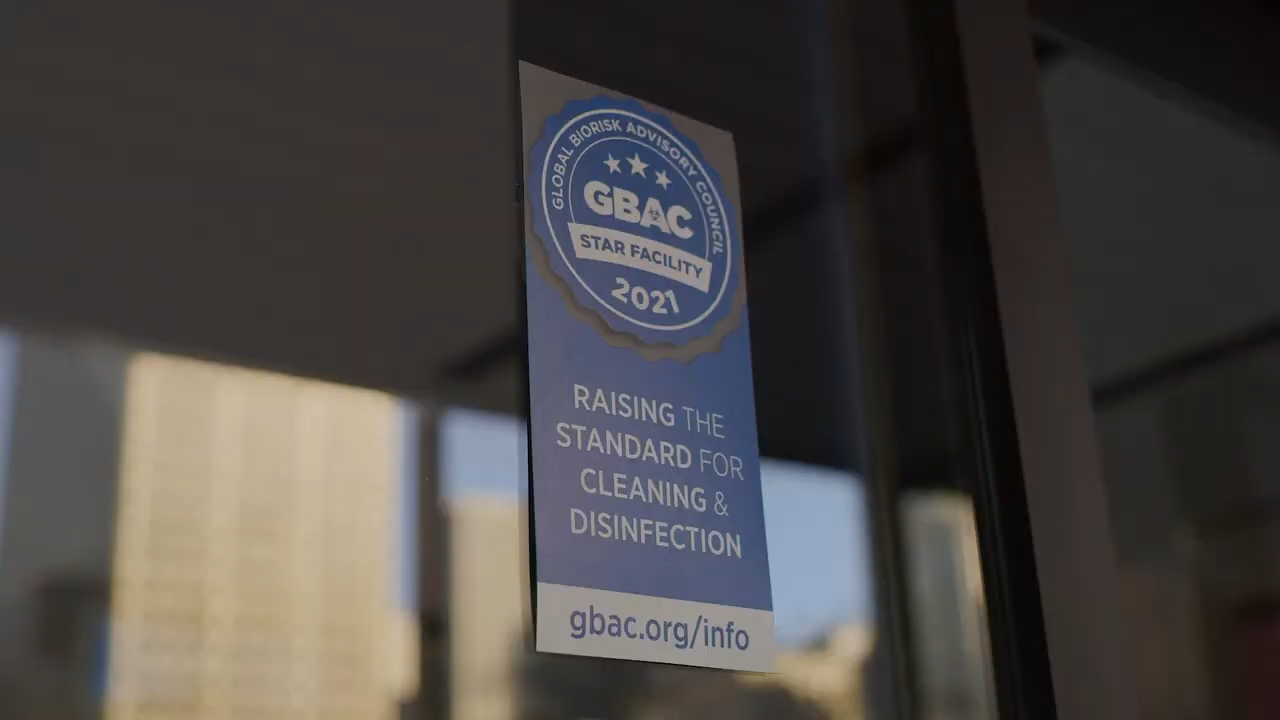 GLOBAL BIORISK ADVISORY COUNCIL
GBAC
STAR FACILITY
2021
RAISING THE
STANDARD FOR
CLEANING &
DISINFECTION
gbac.org/info